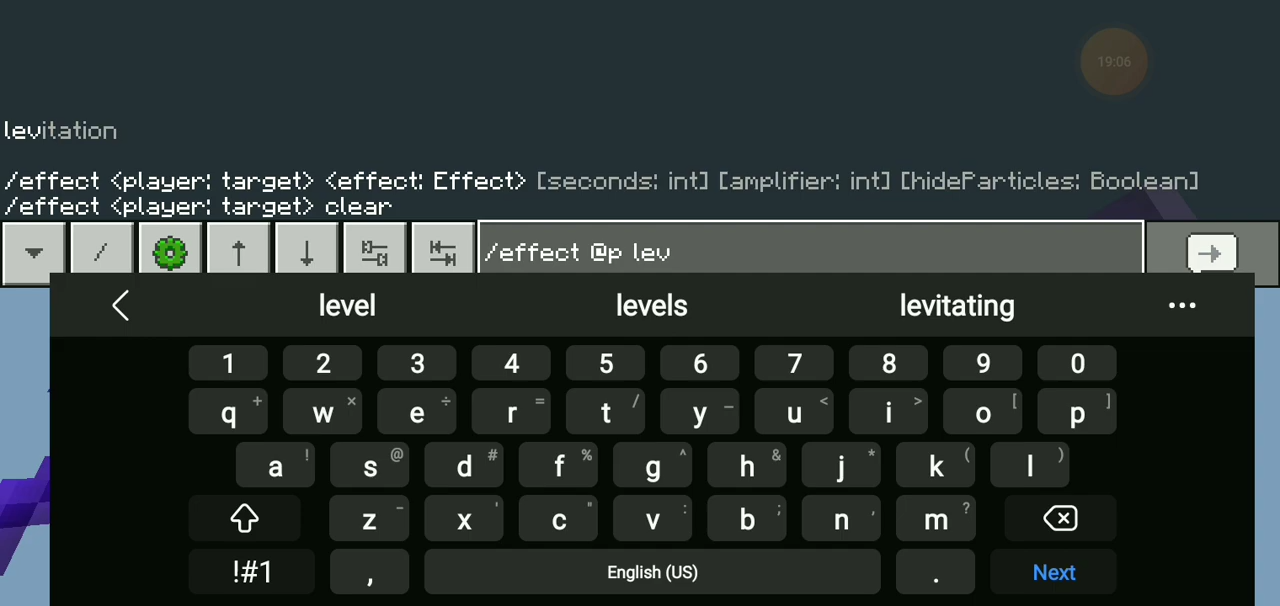 19:06
levitation
/effect <player: target> <effect: Effect> [seconds: int] [amplifier: int] [hideParticles: Boolean]
/effect <player: target> clear
/ ↑ ↓ /effect @p lev
level levels levitating ...
1 2 3 4 5 6 7 8 9 0
q + w × e ÷ r = t / y _ u < i > o [ p ]
a ! s @ d # f % g ^ h & j * k ( l )
z - x ' c " v : b ; n , m ?
!#1 , English (US) . Next